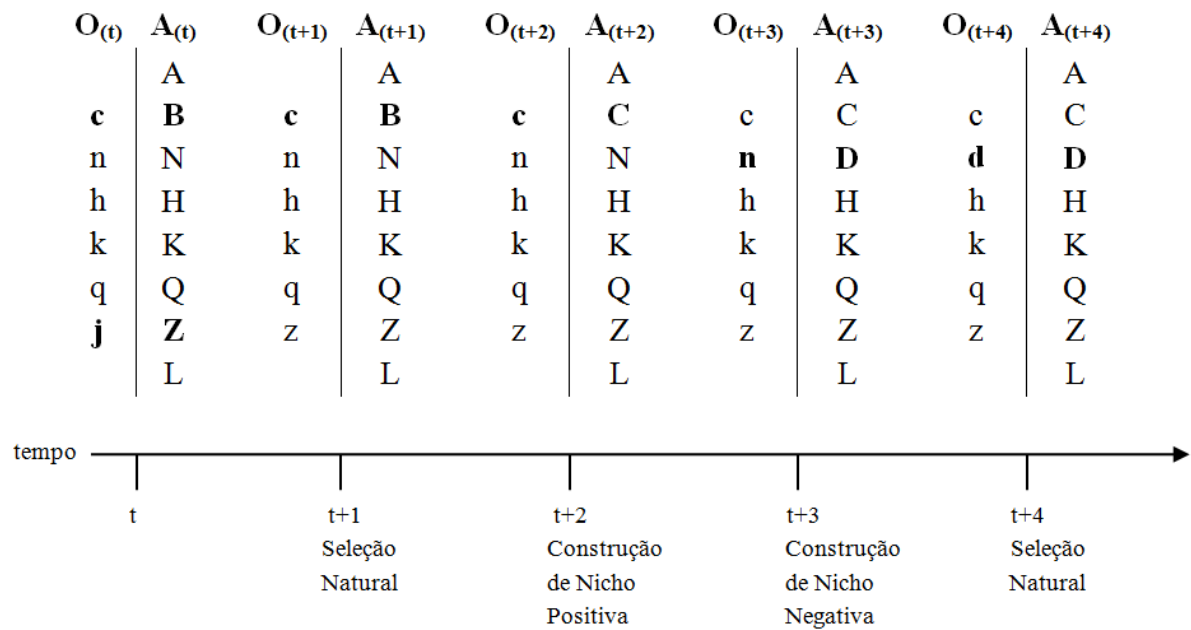 O(t) A(t) O(t+1) A(t+1) O(t+2) A(t+2) O(t+3) A(t+3) O(t+4) A(t+4)
A A A A A
c B c B c C c C c C
n N n N n N n D d D
h H h H h H h H h H
k K k K k K k K k K
q Q q Q q Q q Q q Q
j Z z Z z Z z Z z Z
L L L L L
tempo
t t+1 t+2 t+3 t+4
Seleção Construção Construção Seleção
Natural de Nicho de Nicho Natural
Positiva Negativa